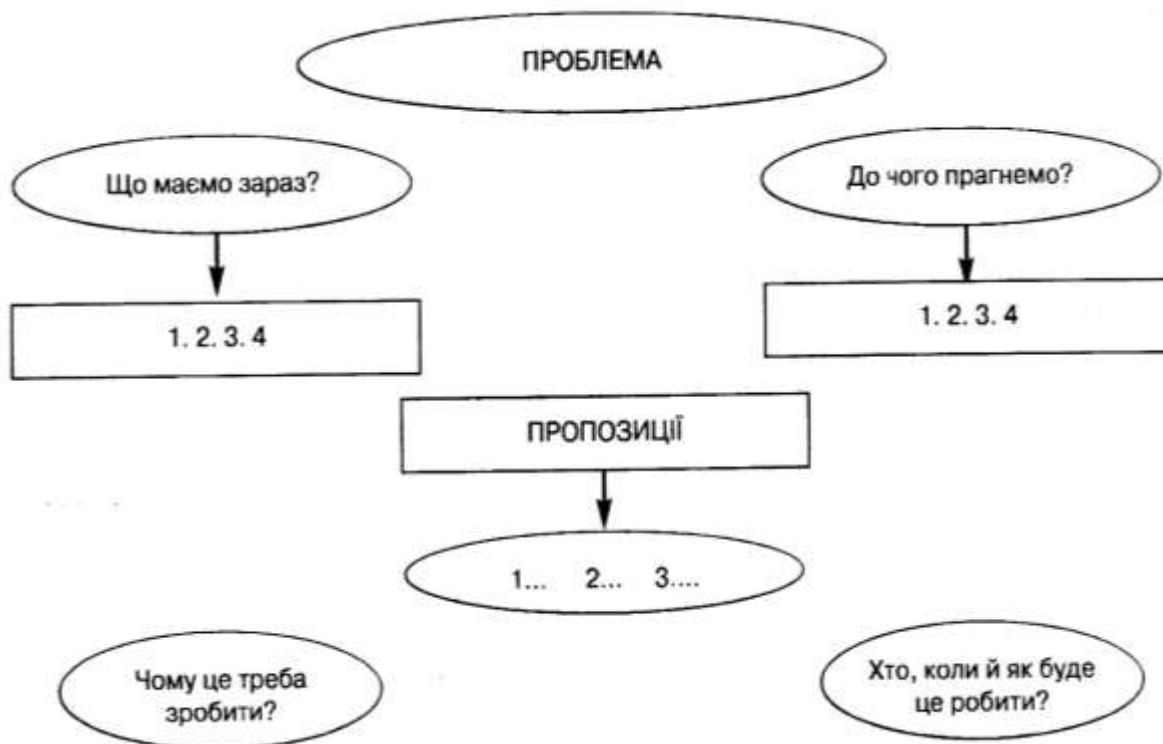 ПРОБЛЕМА
Що маємо зараз?
До чого прагнемо?
1. 2. 3. 4
1. 2. 3. 4
ПРОПОЗИЦІЇ
1... 2... 3....
Чому це треба
зробити?
Хто, коли й як буде
це робити?